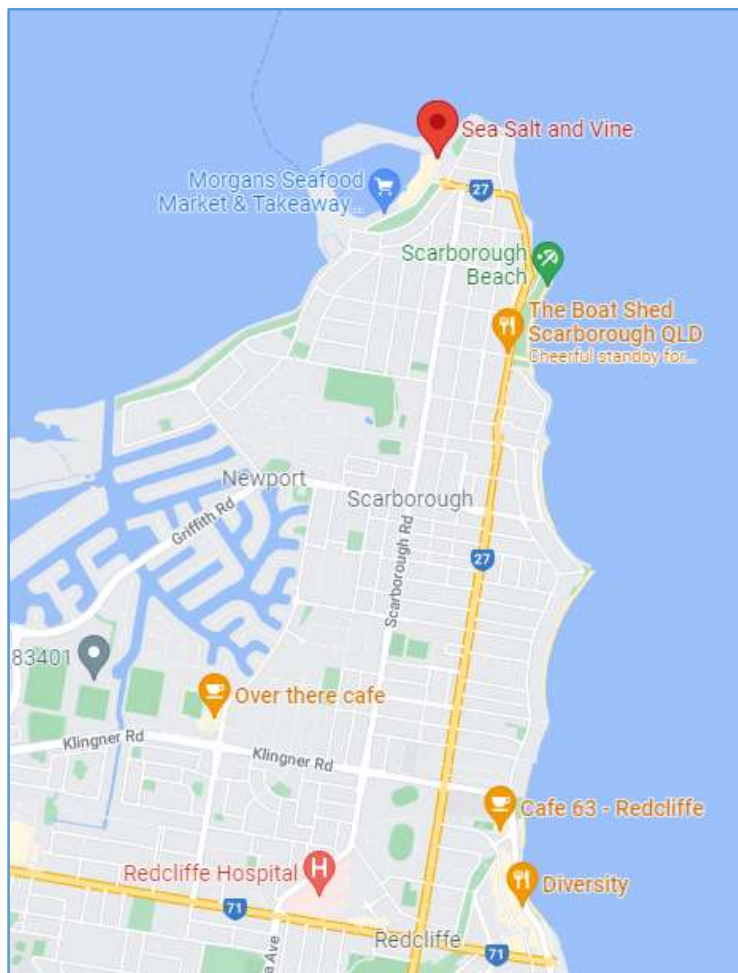 Sea Salt and Vine
Morgans Seafood
Market & Takeaway...
27
Scarborough
Beach
The Boat Shed
Scarborough QLD
Cheerful standby for...
Newport
Scarborough
Griffith Rd
Scarborough Rd
27
83401
Over there cafe
Klingner Rd
Klingner Rd
Cafe 63 - Redcliffe
Redcliffe Hospital
H
Diversity
71
Redcliffe
71
a Ave